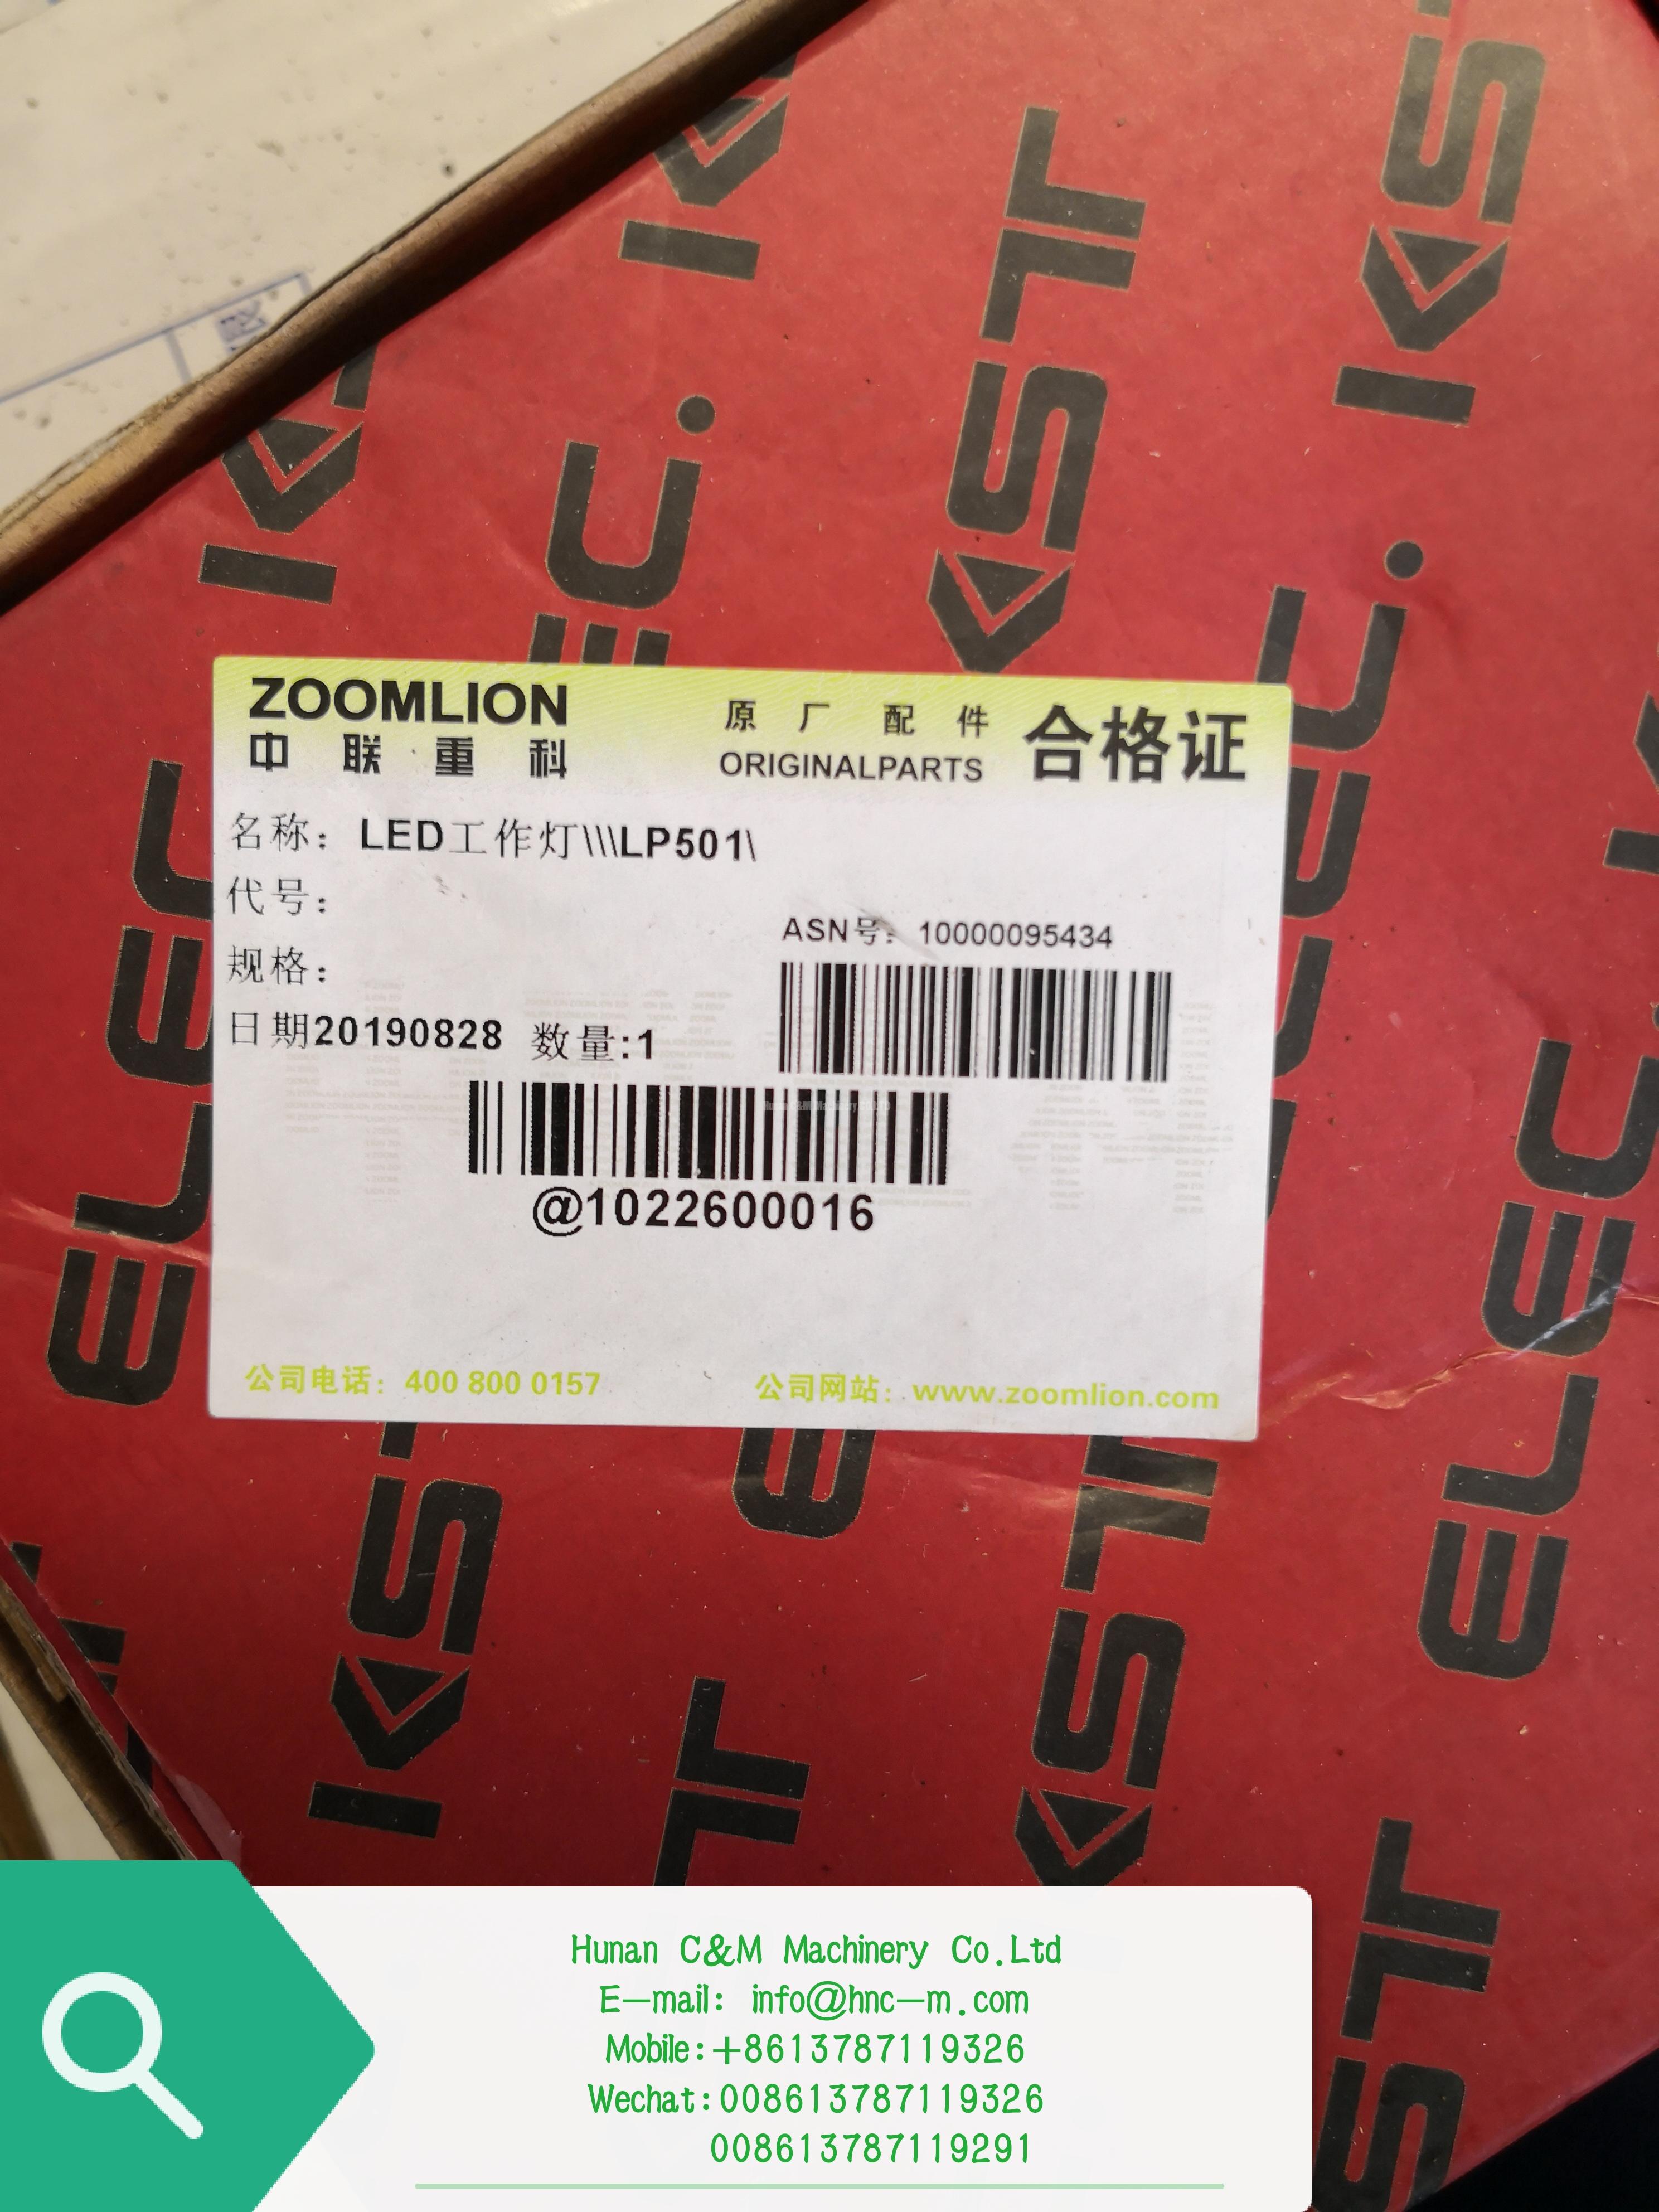 ZOOMLION
中联重科
原厂配件
ORIGINALPARTS
合格证
名称：LED工作灯\\\LP501\
代号：
规格：
日期20190828 数量:1
ASN号：10000095434
@1022600016
公司电话：400 800 0157
公司网站：www.zoomlion.com
KSTT ELEC.
Hunan C&M Machinery Co.Ltd
E-mail: info@hnc-m.com
Mobile:+8613787119326
Wechat:008613787119326
008613787119291